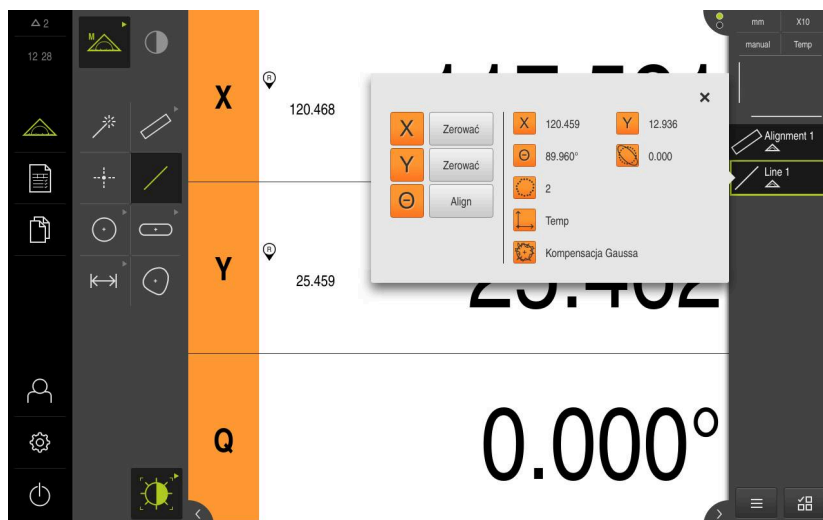 2
12 28
M
X
R
120.468
Y
R
25.459
Q
0.000°
X Zerować
Y Zerować
Θ Align
X 120.459 Y 12.936
Θ 89.960° 0.000
2
Temp
Kompensacja Gaussa
mm X10
manual Temp
Alignment 1
Line 1